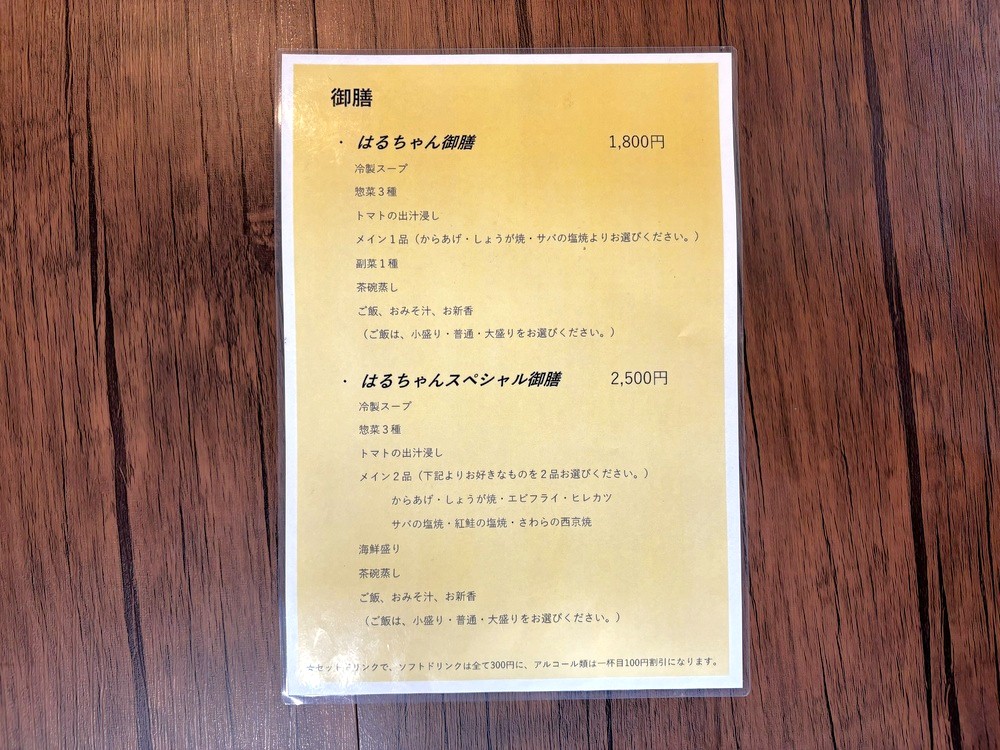 御膳
・ はるちゃん御膳 1,800円
冷製スープ
惣菜３種
トマトの出汁浸し
メイン１品（からあげ・しょうが焼・サバの塩焼よりお選びください。）
副菜１種
茶碗蒸し
ご飯、おみそ汁、お新香
（ご飯は、小盛り・普通・大盛りをお選びください。）
・ はるちゃんスペシャル御膳 2,500円
冷製スープ
惣菜３種
トマトの出汁浸し
メイン２品（下記よりお好きなものを２品お選びください。）
からあげ・しょうが焼・エビフライ・ヒレカツ
サバの塩焼・紅鮭の塩焼・さわらの西京焼
海鮮盛り
茶碗蒸し
ご飯、おみそ汁、お新香
（ご飯は、小盛り・普通・大盛りをお選びください。）
☆セットドリンクで、ソフトドリンクは全て300円に、アルコール類は一杯目100円割引になります。